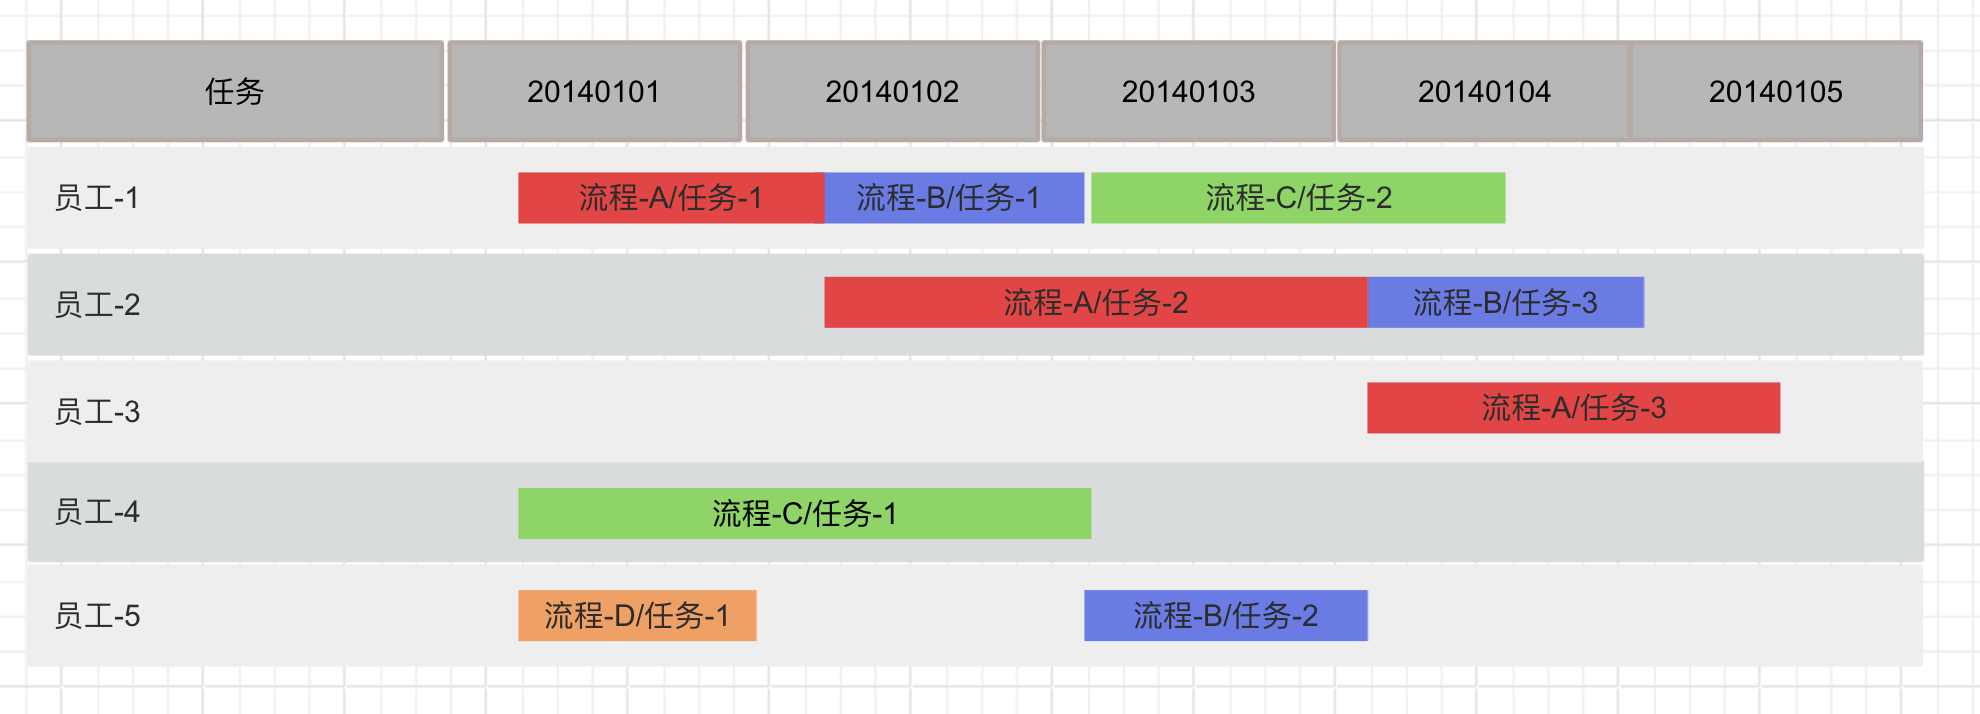 任务 20140101 20140102 20140103 20140104 20140105
员工-1 流程-A/任务-1 流程-B/任务-1 流程-C/任务-2
员工-2 流程-A/任务-2 流程-B/任务-3
员工-3 流程-A/任务-3
员工-4 流程-C/任务-1
员工-5 流程-D/任务-1 流程-B/任务-2